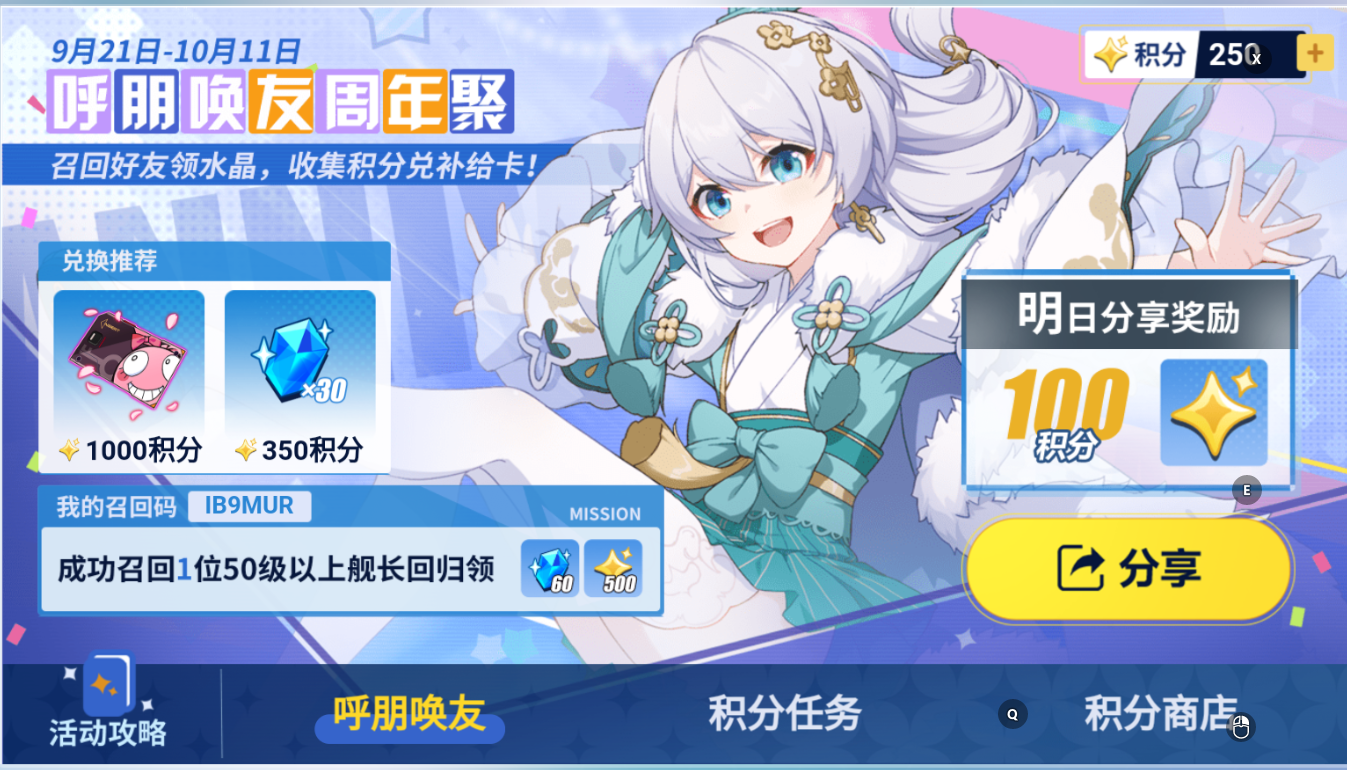 9月21日-10月11日
呼朋唤友周年聚
召回好友领水晶，收集积分兑补给卡！
积分 250 +
X
兑换推荐
×30
1000积分 350积分
我的召回码 IB9MUR
MISSION
成功召回1位50级以上舰长回归领
60 500
明日分享奖励
100
积分
E
分享
活动攻略
呼朋唤友 积分任务 Q 积分商店